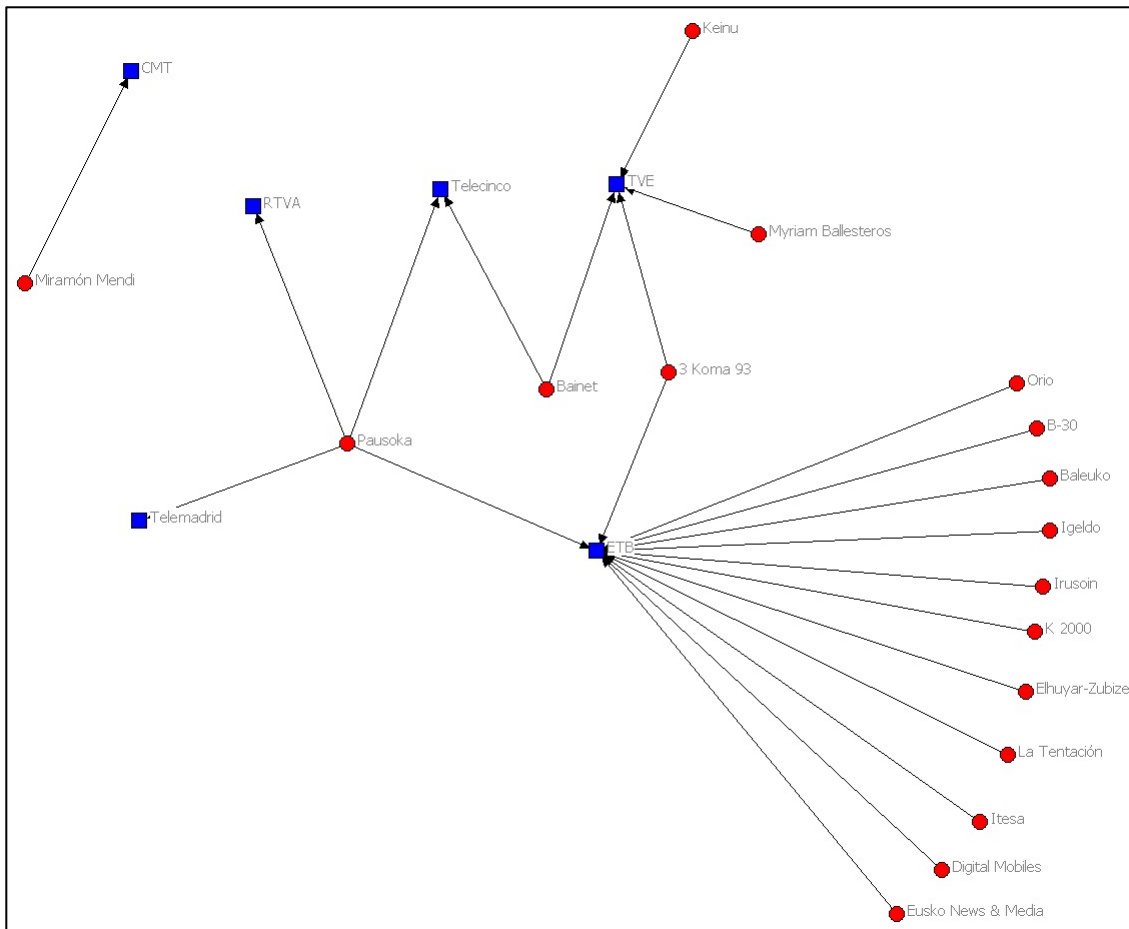 Keinu
CMT
TVE
Telecinco
RTVA
Myriam Ballesteros
Miramón Mendi
3 Koma 93
Orio
Bainet
B-30
Pausoka
Baleuko
Telemadrid
Igeldo
ETB
Irusoin
K 2000
Elhuyar-Zubize
La Tentación
Itesa
Digital Mobiles
Eusko News & Media